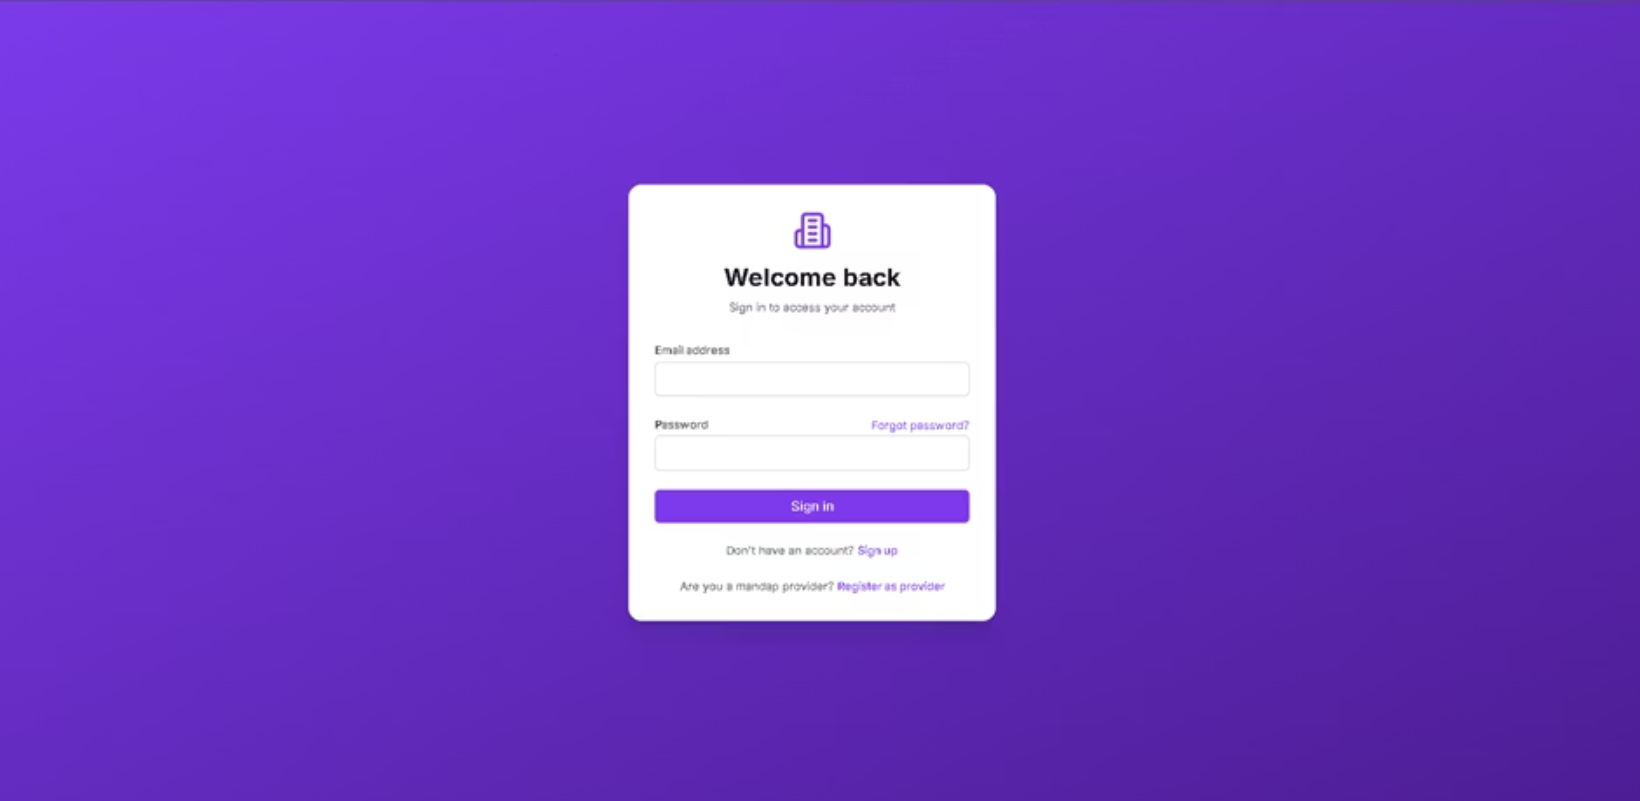 Welcome back
Sign in to access your account
Email address
Password
Forgot password?
Sign in
Don't have an account? Sign up
Are you a mandap provider? Register as provider